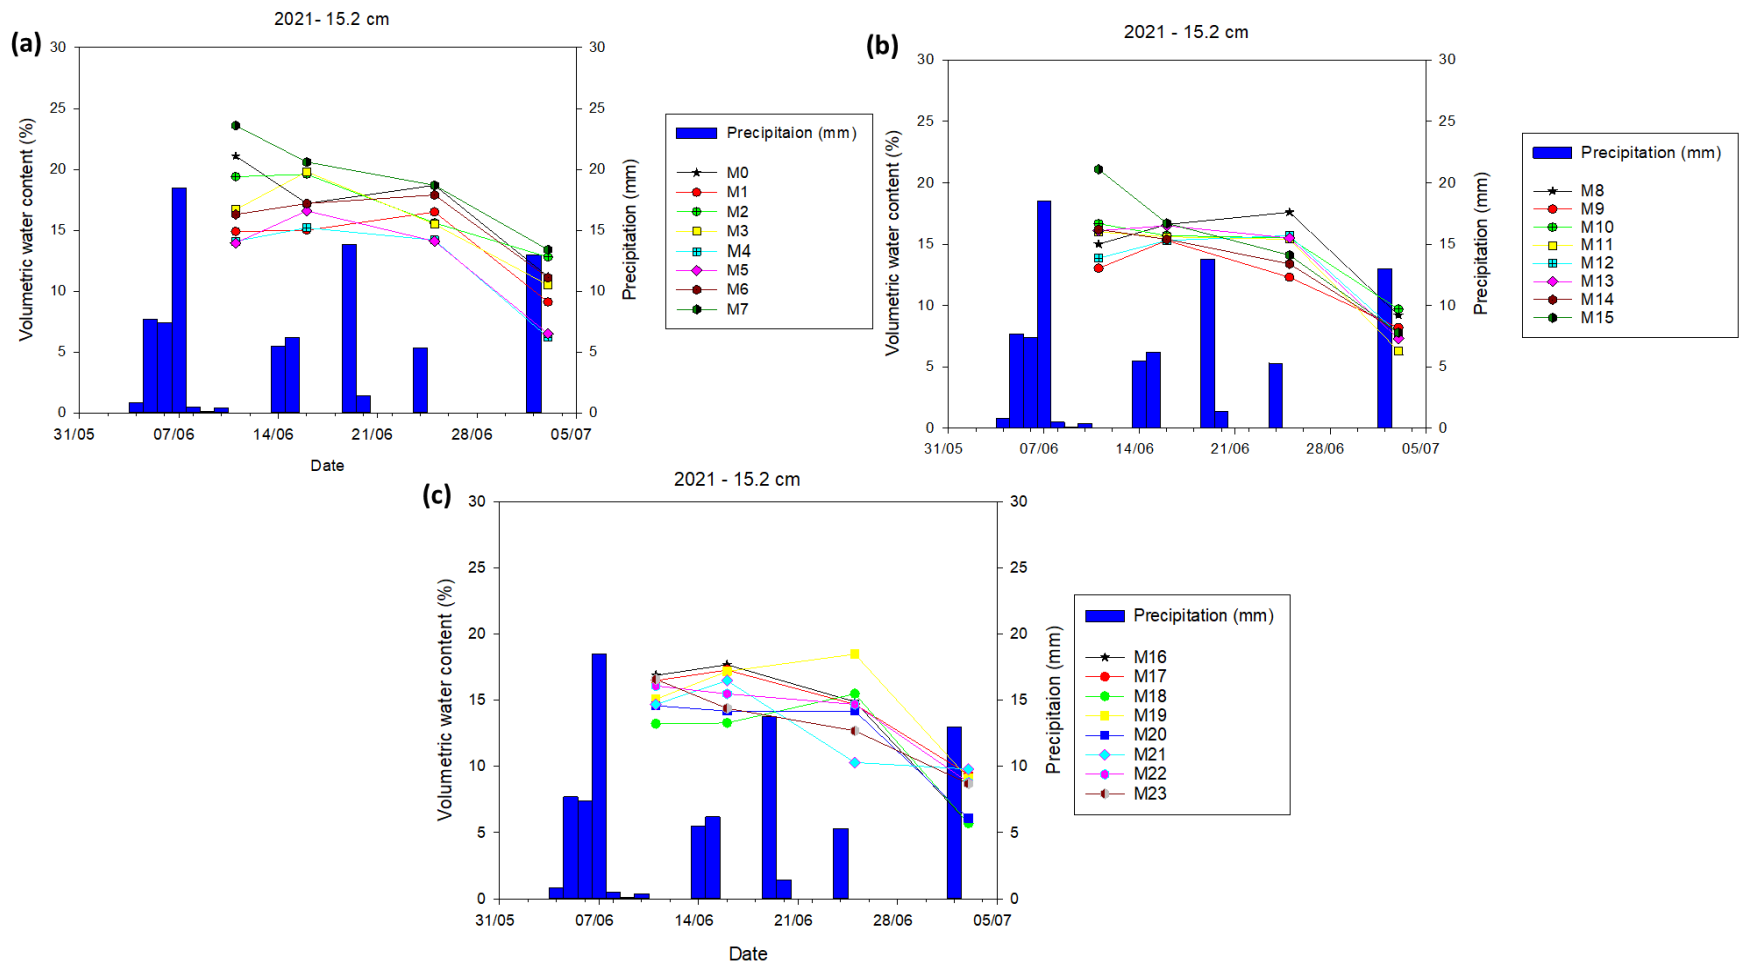 (a)
2021- 15.2 cm
Volumetric water content (%)
30
25
20
15
10
5
0
30
25
20
15
10
5
0
Precipitation (mm)
31/05 07/06 14/06 21/06 28/06 05/07
Date
Precipitaion (mm)
M0
M1
M2
M3
M4
M5
M6
M7
(b)
2021 - 15.2 cm
Volumetric water content (%)
30
25
20
15
10
5
0
30
25
20
15
10
5
0
Precipitation (mm)
31/05 07/06 14/06 21/06 28/06 05/07
Precipitation (mm)
M8
M9
M10
M11
M12
M13
M14
M15
(c)
2021 - 15.2 cm
Volumetric water content (%)
30
25
20
15
10
5
0
30
25
20
15
10
5
0
Precipitation (mm)
31/05 07/06 14/06 21/06 28/06 05/07
Date
Precipitation (mm)
M16
M17
M18
M19
M20
M21
M22
M23